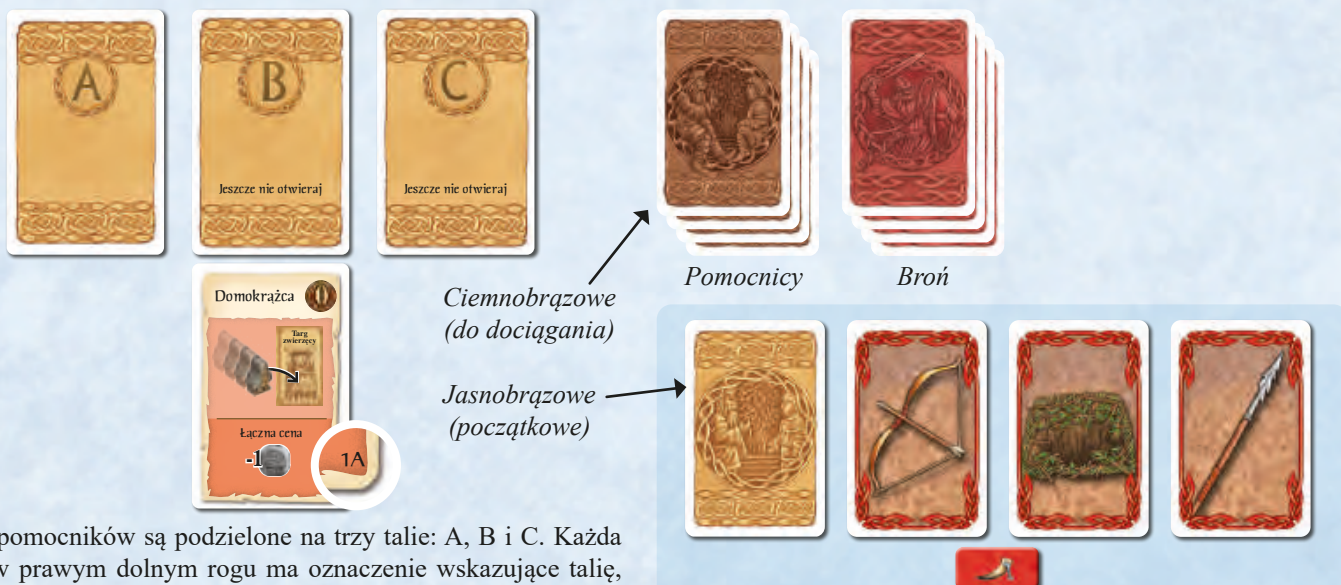 A
B
C
Jeszcze nie otwieraj
Jeszcze nie otwieraj
Domokrążca
Targ
zwierzęcy
Łączna cena
-1
1A
Pomocnicy
Broń
Ciemnobrązowe
(do dociągania)
Jasnobrązowe
(początkowe)
pomocników są podzielone na trzy talie: A, B i C. Każda
w prawym dolnym rogu ma oznaczenie wskazujące talię,